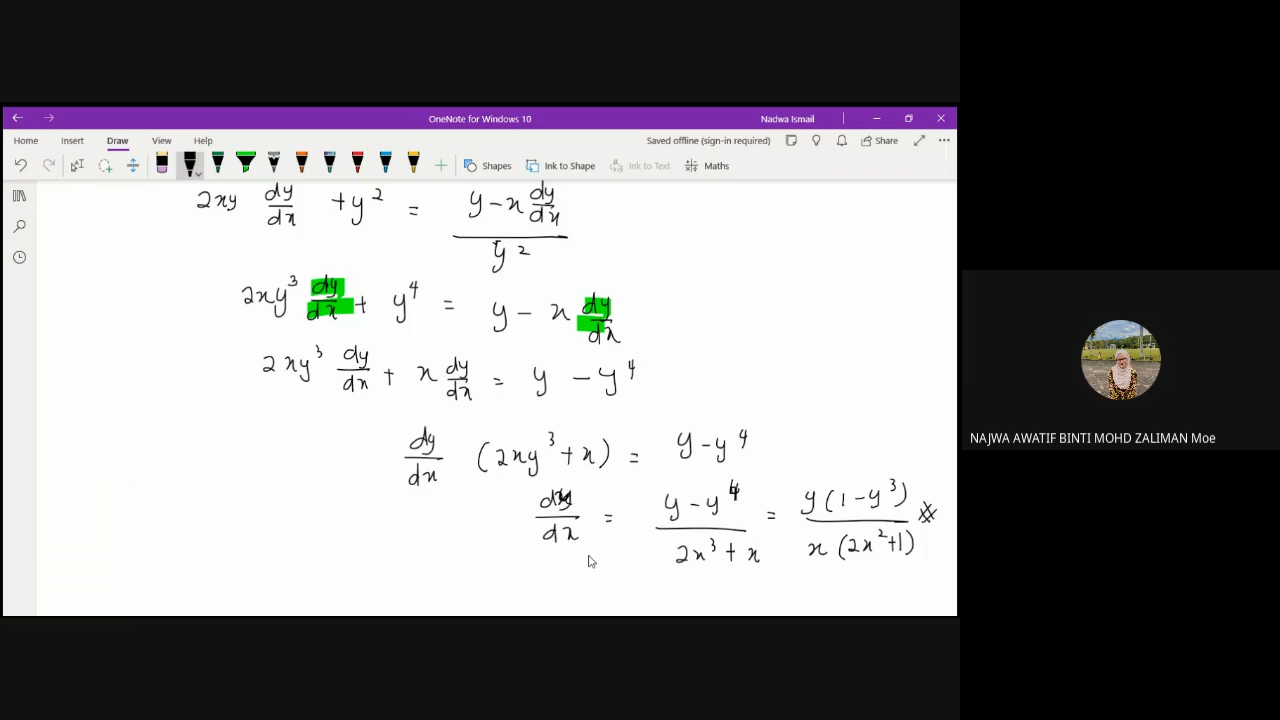 OneNote for Windows 10
Nadwa Ismail
Home Insert Draw View Help
Saved offline (sign-in required)
Share
Shapes Ink to Shape Ink to Text Maths
2xy dy/dx + y² = (y - x dy/dx) / y²
2xy³ dy/dx + y⁴ = y - x dy/dx
2xy³ dy/dx + x dy/dx = y - y⁴
dy/dx (2xy³ + x) = y - y⁴
dy/dx = (y - y⁴) / (2x³ + x) = y(1 - y³) / x(2x² + 1)
NAJWA AWATIF BINTI MOHD ZALIMAN Moe